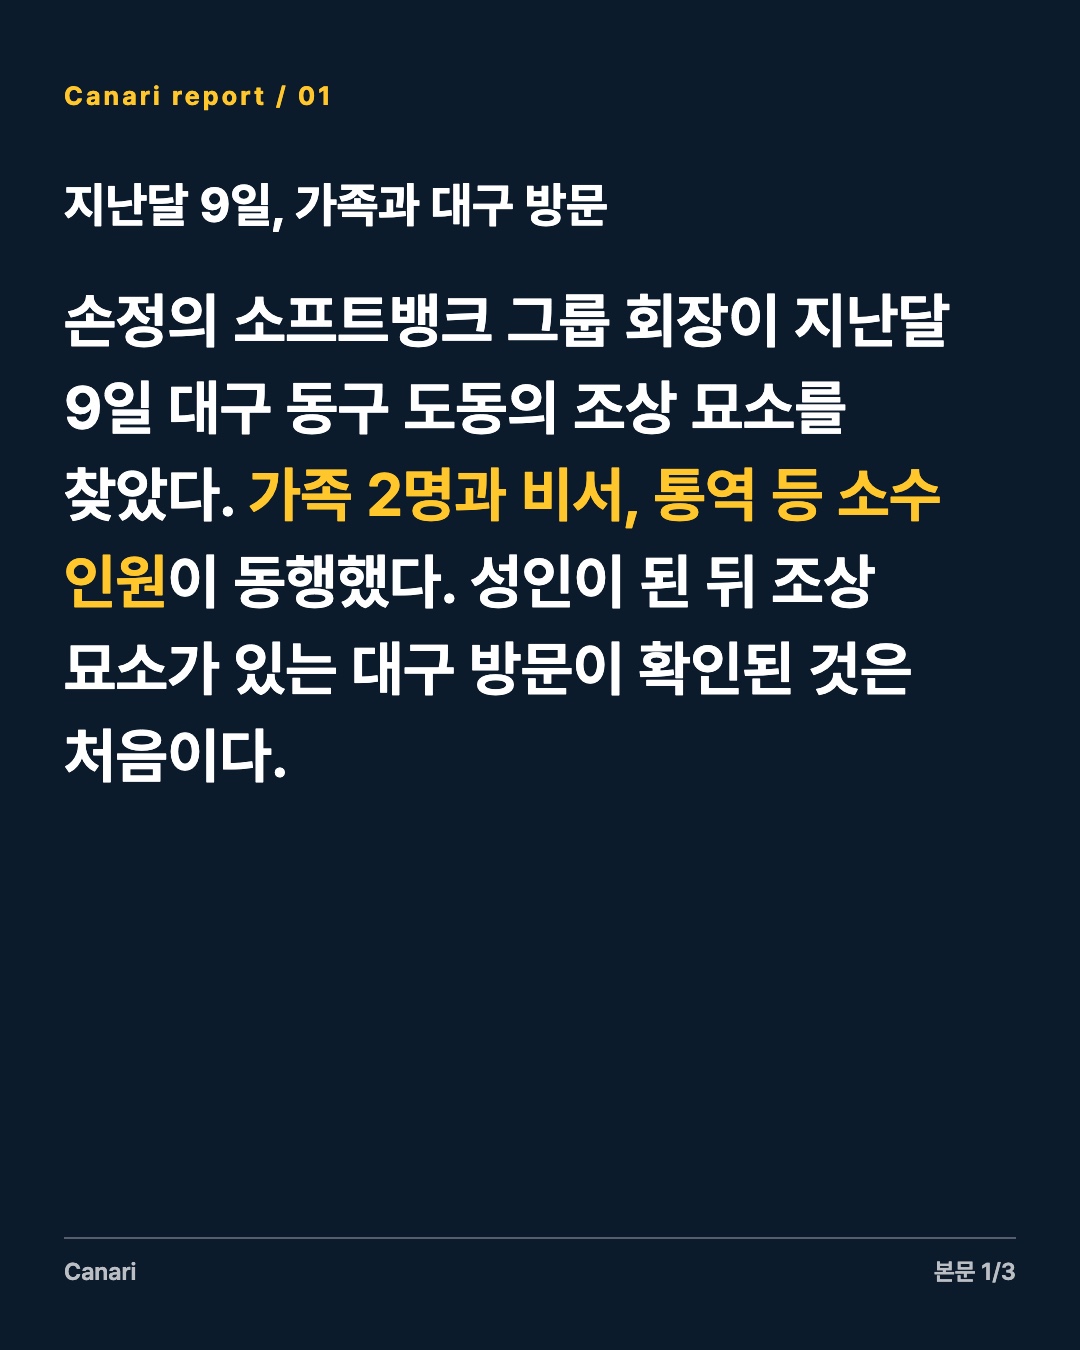 Canari report / 01
지난달 9일, 가족과 대구 방문
손정의 소프트뱅크 그룹 회장이 지난달
9일 대구 동구 도동의 조상 묘소를
찾았다. 가족 2명과 비서, 통역 등 소수
인원이 동행했다. 성인이 된 뒤 조상
묘소가 있는 대구 방문이 확인된 것은
처음이다.
Canari
본문 1/3